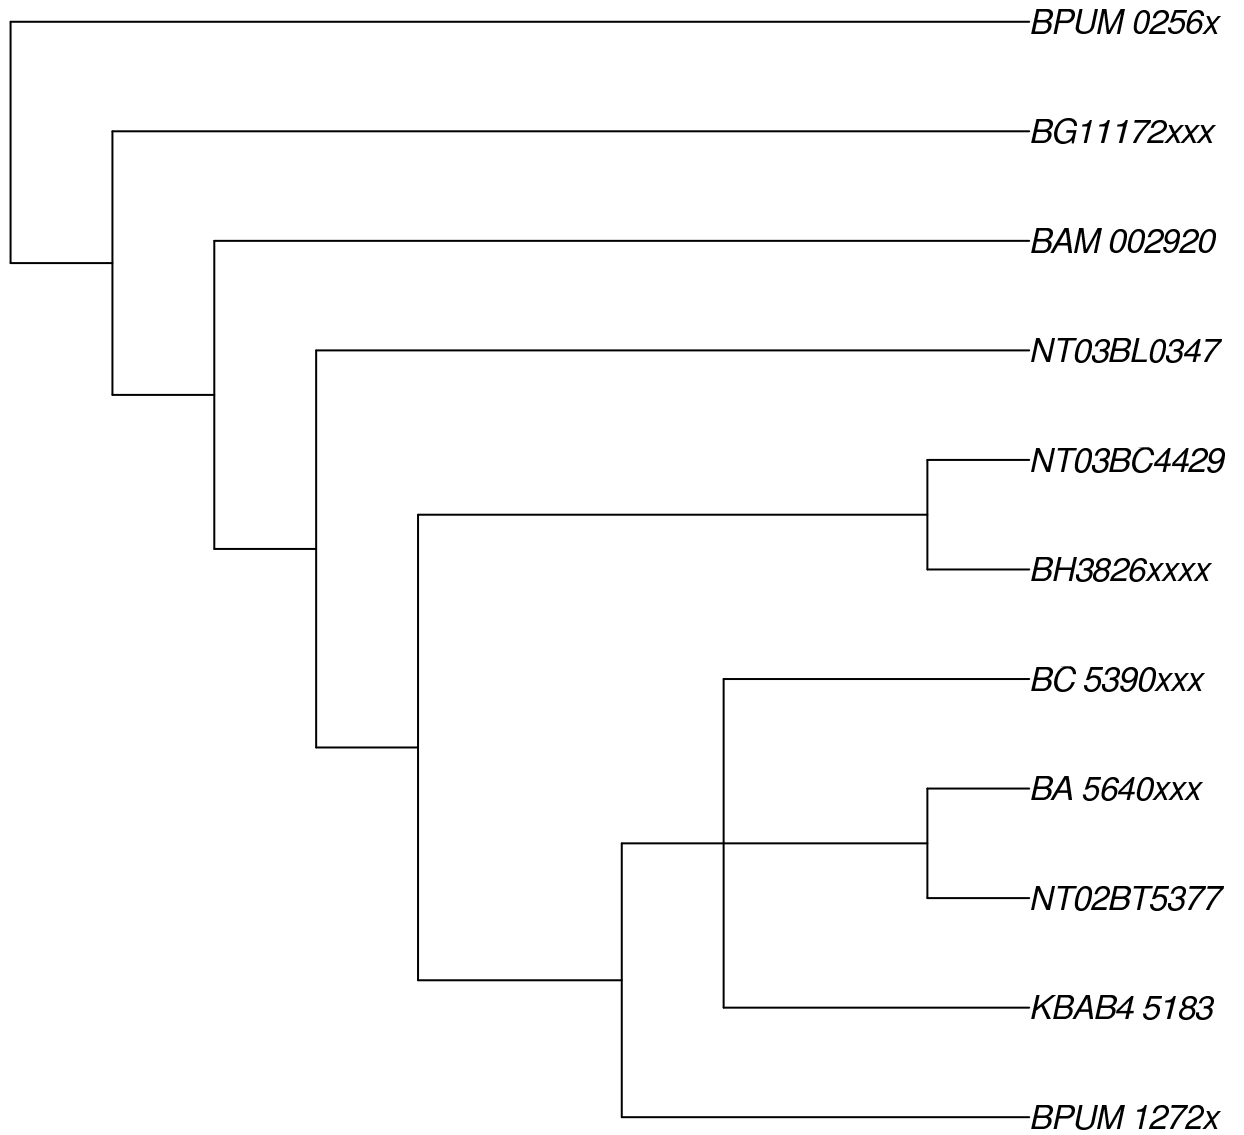 BPUM 0256x
BG11172xxx
BAM 002920
NT03BL0347
NT03BC4429
BH3826xxxx
BC 5390xxx
BA 5640xxx
NT02BT5377
KBAB4 5183
BPUM 1272x